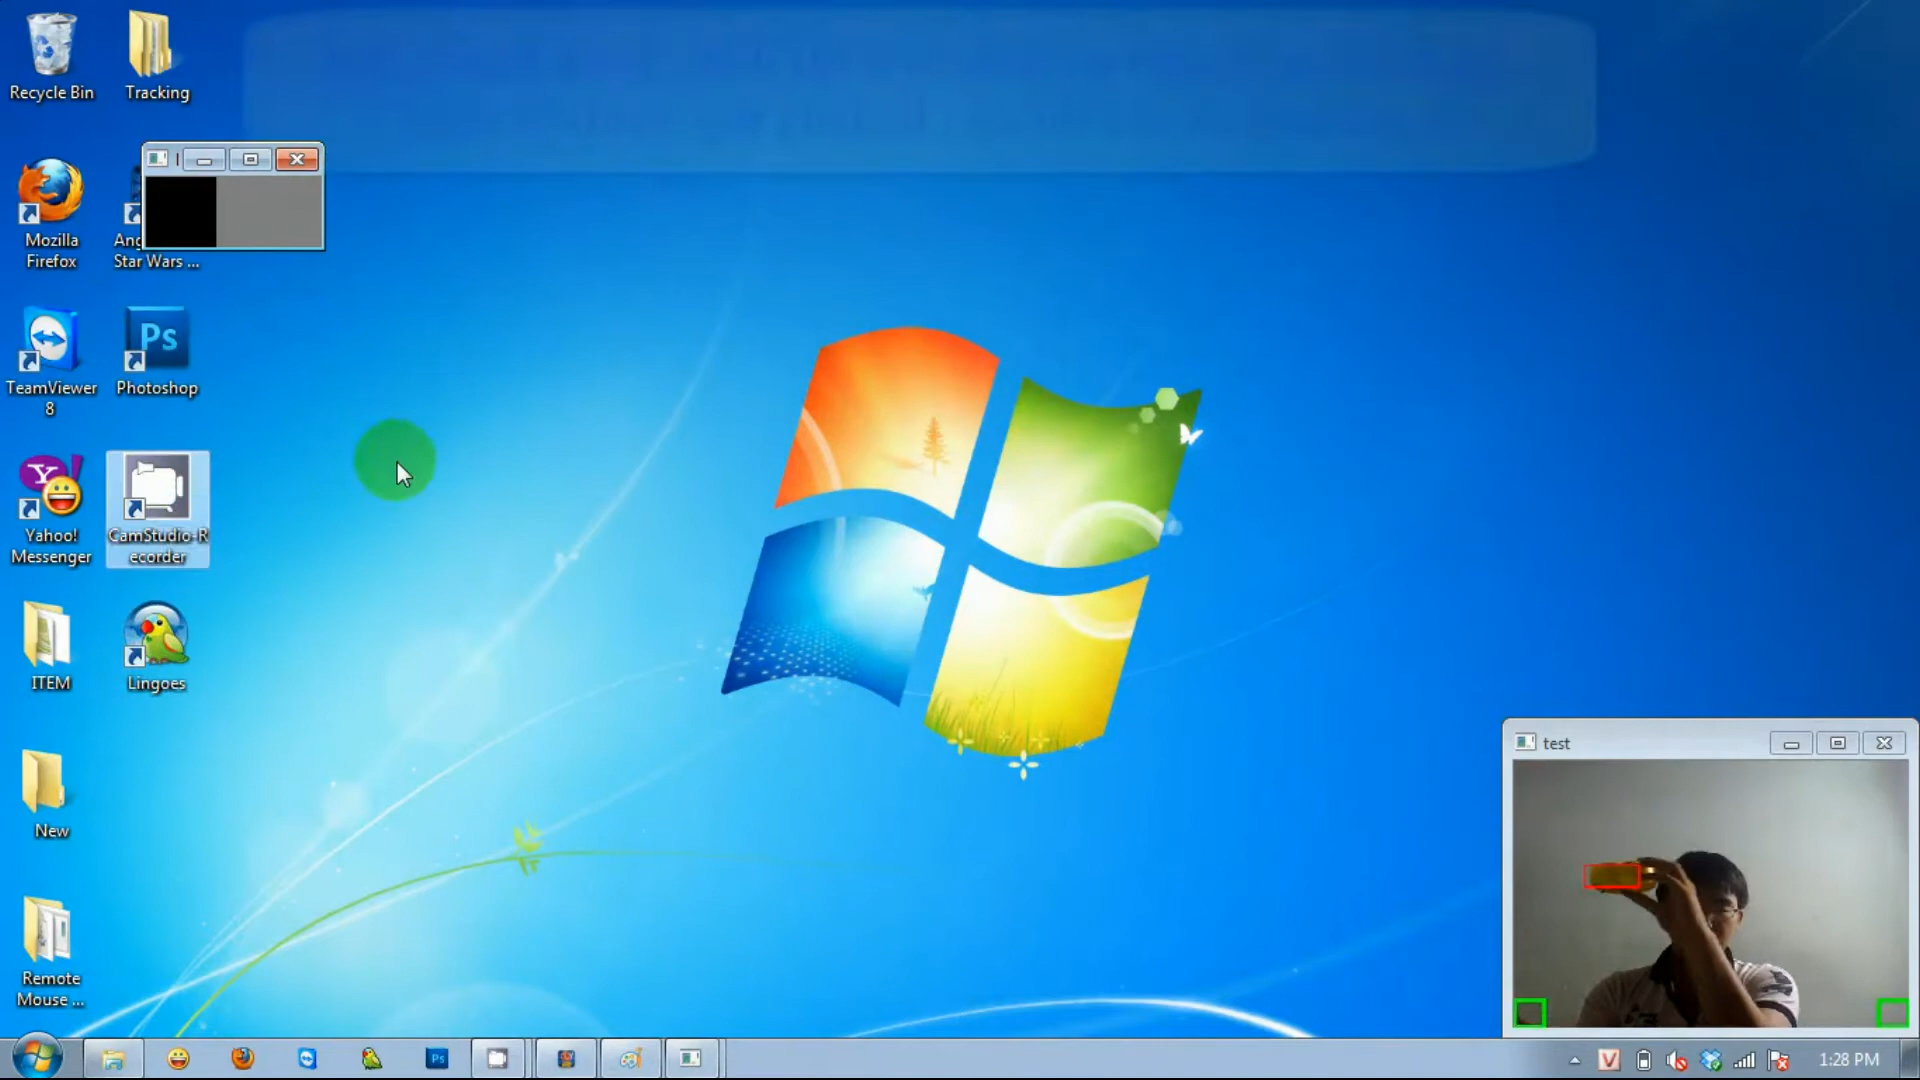 Recycle Bin
Tracking
Mozilla
Firefox
Ang
Star Wars ...
TeamViewer
8
Ps
Photoshop
Yahoo!
Messenger
CamStudio-R
ecorder
ITEM
Lingoes
New
Remote
Mouse ...
test
Ps
V
1:28 PM